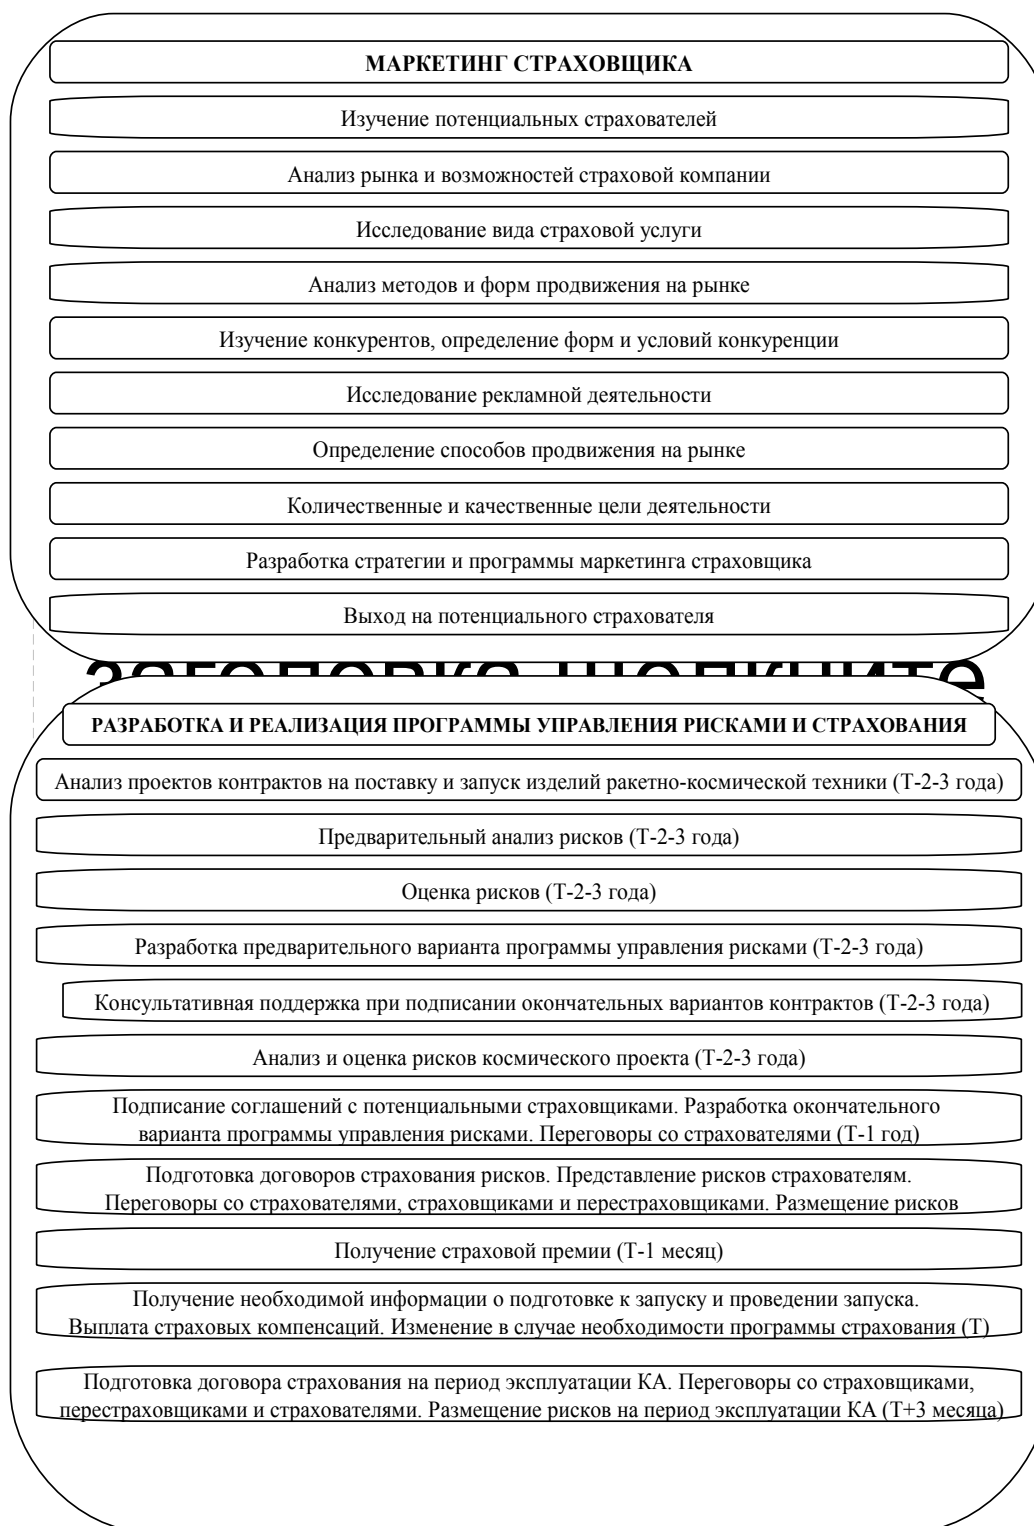 МАРКЕТИНГ СТРАХОВЩИКА
Изучение потенциальных страхователей
Анализ рынка и возможностей страховой компании
Исследование вида страховой услуги
Анализ методов и форм продвижения на рынке
Изучение конкурентов, определение форм и условий конкуренции
Исследование рекламной деятельности
Определение способов продвижения на рынке
Количественные и качественные цели деятельности
Разработка стратегии и программы маркетинга страховщика
Выход на потенциального страхователя
заголовка щелкните
РАЗРАБОТКА И РЕАЛИЗАЦИЯ ПРОГРАММЫ УПРАВЛЕНИЯ РИСКАМИ И СТРАХОВАНИЯ
Анализ проектов контрактов на поставку и запуск изделий ракетно-космической техники (Т-2-3 года)
Предварительный анализ рисков (Т-2-3 года)
Оценка рисков (Т-2-3 года)
Разработка предварительного варианта программы управления рисками (Т-2-3 года)
Консультативная поддержка при подписании окончательных вариантов контрактов (Т-2-3 года)
Анализ и оценка рисков космического проекта (Т-2-3 года)
Подписание соглашений с потенциальными страховщиками. Разработка окончательного
варианта программы управления рисками. Переговоры со страхователями (Т-1 год)
Подготовка договоров страхования рисков. Представление рисков страхователям.
Переговоры со страхователями, страховщиками и перестраховщиками. Размещение рисков
Получение страховой премии (Т-1 месяц)
Получение необходимой информации о подготовке к запуску и проведении запуска.
Выплата страховых компенсаций. Изменение в случае необходимости программы страхования (Т)
Подготовка договора страхования на период эксплуатации КА. Переговоры со страховщиками,
перестраховщиками и страхователями. Размещение рисков на период эксплуатации КА (Т+3 месяца)